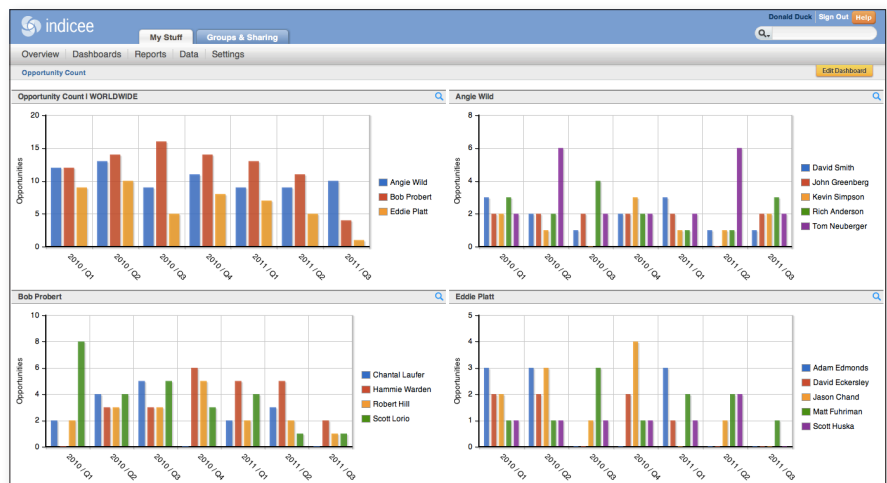 indicee
Donald Duck Sign Out Help
My Stuff Groups & Sharing
Overview Dashboards Reports Data Settings
Opportunity Count
Edit Dashboard
Opportunity Count | WORLDWIDE
20
15
10
5
0
Opportunities
2010 / Q1
2010 / Q2
2010 / Q3
2010 / Q4
2011 / Q1
2011 / Q2
2011 / Q3
Angie Wild
Bob Probert
Eddie Platt
Angie Wild
8
6
4
2
0
Opportunities
2010 / Q1
2010 / Q2
2010 / Q3
2010 / Q4
2011 / Q1
2011 / Q2
2011 / Q3
David Smith
John Greenberg
Kevin Simpson
Rich Anderson
Tom Neuberger
Bob Probert
10
8
6
4
2
0
Opportunities
2010 / Q1
2010 / Q2
2010 / Q3
2010 / Q4
2011 / Q1
2011 / Q2
2011 / Q3
Chantal Laufer
Hammie Warden
Robert Hill
Scott Lorio
Eddie Platt
5
4
3
2
1
0
Opportunities
2010 / Q1
2010 / Q2
2010 / Q3
2010 / Q4
2011 / Q1
2011 / Q2
2011 / Q3
Adam Edmonds
David Eckersley
Jason Chand
Matt Fuhriman
Scott Huska